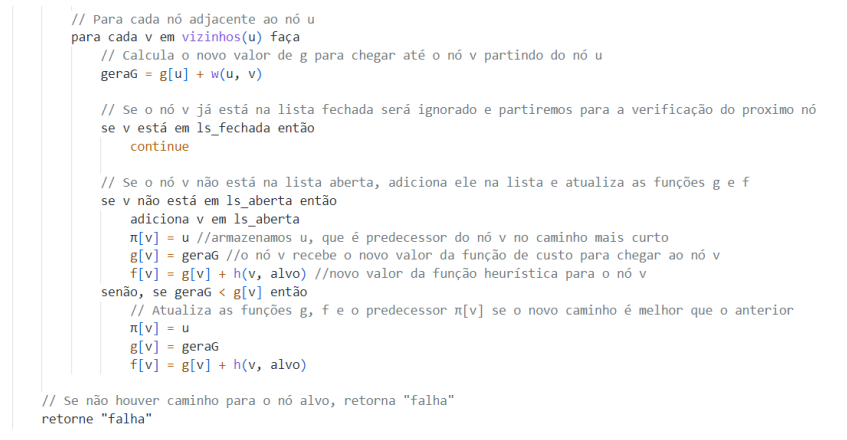 // Para cada nó adjacente ao nó u
para cada v em vizinhos(u) faça
// Calcula o novo valor de g para chegar até o nó v partindo do nó u
geraG = g[u] + w(u, v)
// Se o nó v já está na lista fechada será ignorado e partiremos para a verificação do proximo nó
se v está em ls_fechada então
continue
// Se o nó v não está na lista aberta, adiciona ele na lista e atualiza as funções g e f
se v não está em ls_aberta então
adiciona v em ls_aberta
π[v] = u //armazenamos u, que é predecessor do nó v no caminho mais curto
g[v] = geraG //o nó v recebe o novo valor da função de custo para chegar ao nó v
f[v] = g[v] + h(v, alvo) //novo valor da função heurística para o nó v
senão, se geraG < g[v] então
// Atualiza as funções g, f e o predecessor π[v] se o novo caminho é melhor que o anterior
π[v] = u
g[v] = geraG
f[v] = g[v] + h(v, alvo)
// Se não houver caminho para o nó alvo, retorna "falha"
retorne "falha"